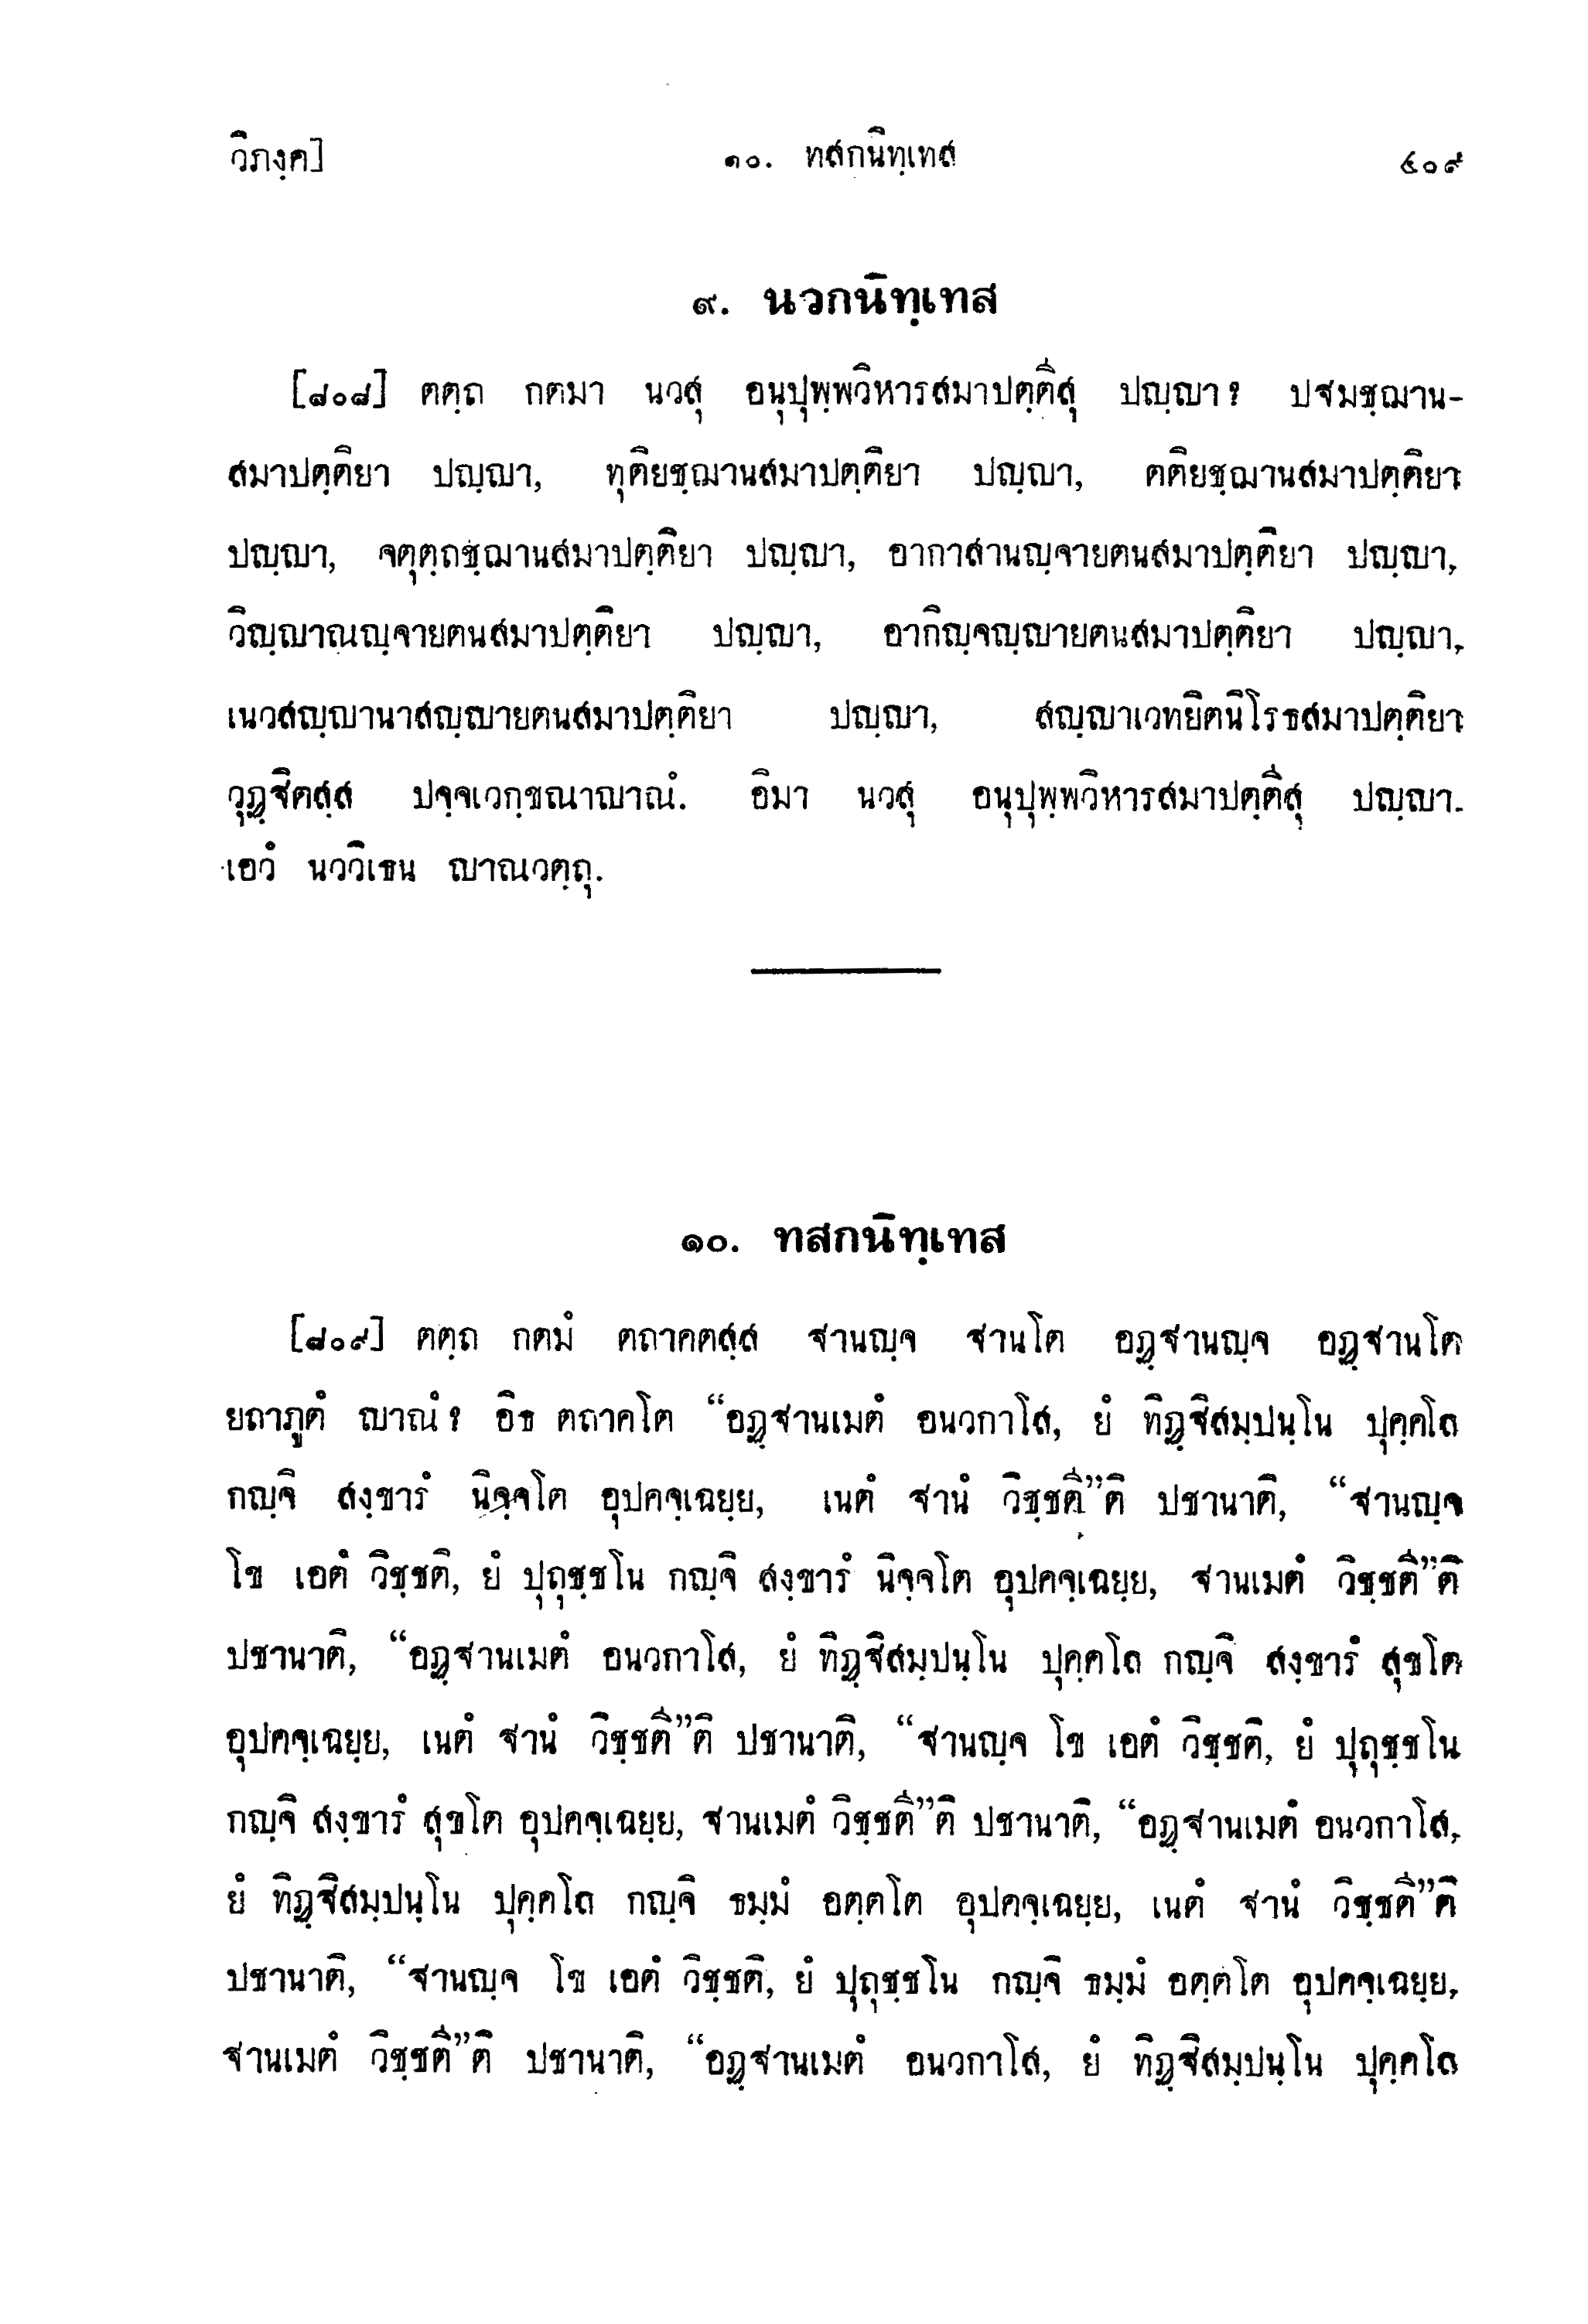 วิภงฺค]
๑๐. ทสกนิทฺเทส
๔๐๙
๙. นวกนิทฺเทส
[๘๐๘] ตตฺถ กตมา นวสุ อนุปุพฺพวิหารสมาปตฺตีสุ ปญฺญา? ปฐมชฺฌาน-
สมาปตฺติยา ปญฺญา, ทุติยชฺฌานสมาปตฺติยา ปญฺญา, ตติยชฺฌานสมาปตฺติยา
ปญฺญา, จตุตฺถชฺฌานสมาปตฺติยา ปญฺญา, อากาสานญฺจายตนสมาปตฺติยา ปญฺญา,
วิญฺญาณญฺจายตนสมาปตฺติยา ปญฺญา, อากิญฺจญฺญายตนสมาปตฺติยา ปญฺญา,
เนวสญฺญานาสญฺญายตนสมาปตฺติยา ปญฺญา, สญฺญาเวทยิตนิโรธสมาปตฺติยา
วุฏฺฐิตสฺส ปจฺจเวกฺขณาญาณํ. อิมา นวสุ อนุปุพฺพวิหารสมาปตฺตีสุ ปญฺญา.
เอวํ นววิเธน ญาณวตฺถุ.
๑๐. ทสกนิทฺเทส
[๘๐๙] ตตฺถ กตมํ ตถาคตสฺส ฐานญฺจ ฐานโต อฏฺฐานญฺจ อฏฺฐานโต
ยถาภูตํ ญาณํ? อิธ ตถาคโต “อฏฺฐานเมตํ อนวกาโส, ยํ ทิฏฺฐิสมฺปนฺโน ปุคฺคโล
กญฺจิ สงฺขารํ นิจฺจโต อุปคจฺเฉยฺย, เนตํ ฐานํ วิชฺชตี”ติ ปชานาติ, “ฐานญฺจ
โข เอตํ วิชฺชติ, ยํ ปุถุชฺชโน กญฺจิ สงฺขารํ นิจฺจโต อุปคจฺเฉยฺย, ฐานเมตํ วิชฺชตี”ติ
ปชานาติ, “อฏฺฐานเมตํ อนวกาโส, ยํ ทิฏฺฐิสมฺปนฺโน ปุคฺคโล กญฺจิ สงฺขารํ สุขโต
อุปคจฺเฉยฺย, เนตํ ฐานํ วิชฺชตี”ติ ปชานาติ, “ฐานญฺจ โข เอตํ วิชฺชติ, ยํ ปุถุชฺชโน
กญฺจิ สงฺขารํ สุขโต อุปคจฺเฉยฺย, ฐานเมตํ วิชฺชตี”ติ ปชานาติ, “อฏฺฐานเมตํ อนวกาโส,
ยํ ทิฏฺฐิสมฺปนฺโน ปุคฺคโล กญฺจิ ธมฺมํ อตฺตโต อุปคจฺเฉยฺย, เนตํ ฐานํ วิชฺชตี”ติ
ปชานาติ, “ฐานญฺจ โข เอตํ วิชฺชติ, ยํ ปุถุชฺชโน กญฺจิ ธมฺมํ อตฺตโต อุปคจฺเฉยฺย,
ฐานเมตํ วิชฺชตี”ติ ปชานาติ, “อฏฺฐานเมตํ อนวกาโส, ยํ ทิฏฺฐิสมฺปนฺโน ปุคฺคโล